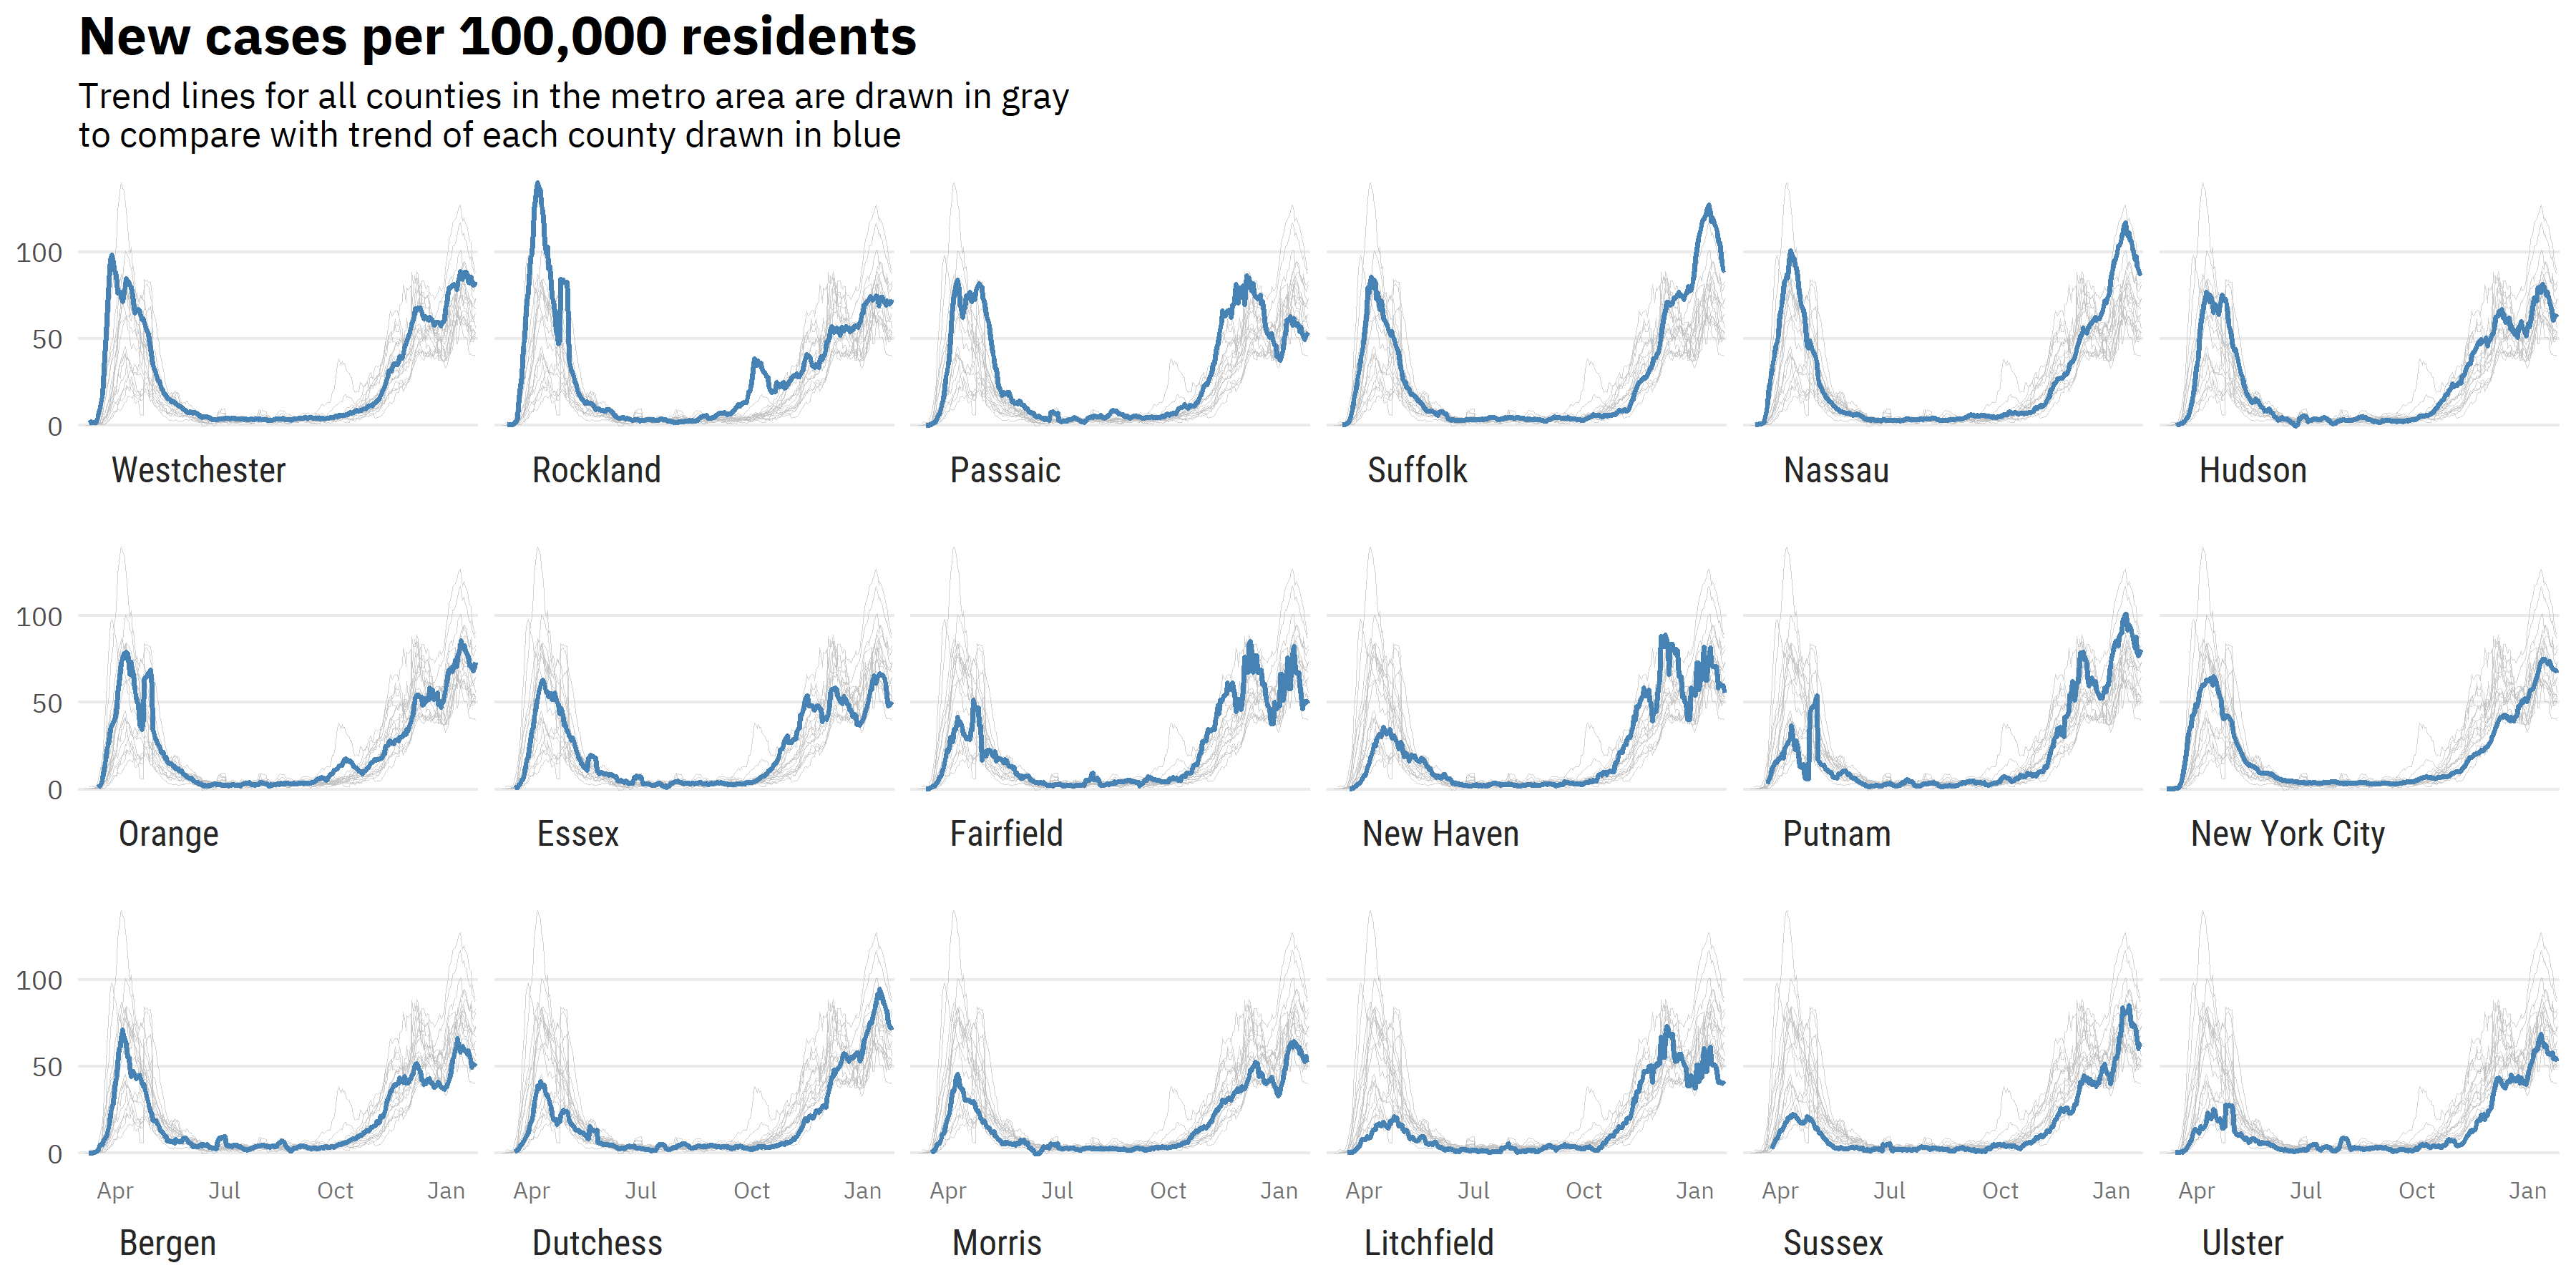 New cases per 100,000 residents
Trend lines for all counties in the metro area are drawn in gray
to compare with trend of each county drawn in blue
100
50
0
Westchester Rockland Passaic Suffolk Nassau Hudson
100
50
0
Orange Essex Fairfield New Haven Putnam New York City
100
50
0
Apr Jul Oct Jan Apr Jul Oct Jan Apr Jul Oct Jan Apr Jul Oct Jan Apr Jul Oct Jan Apr Jul Oct Jan
Bergen Dutchess Morris Litchfield Sussex Ulster